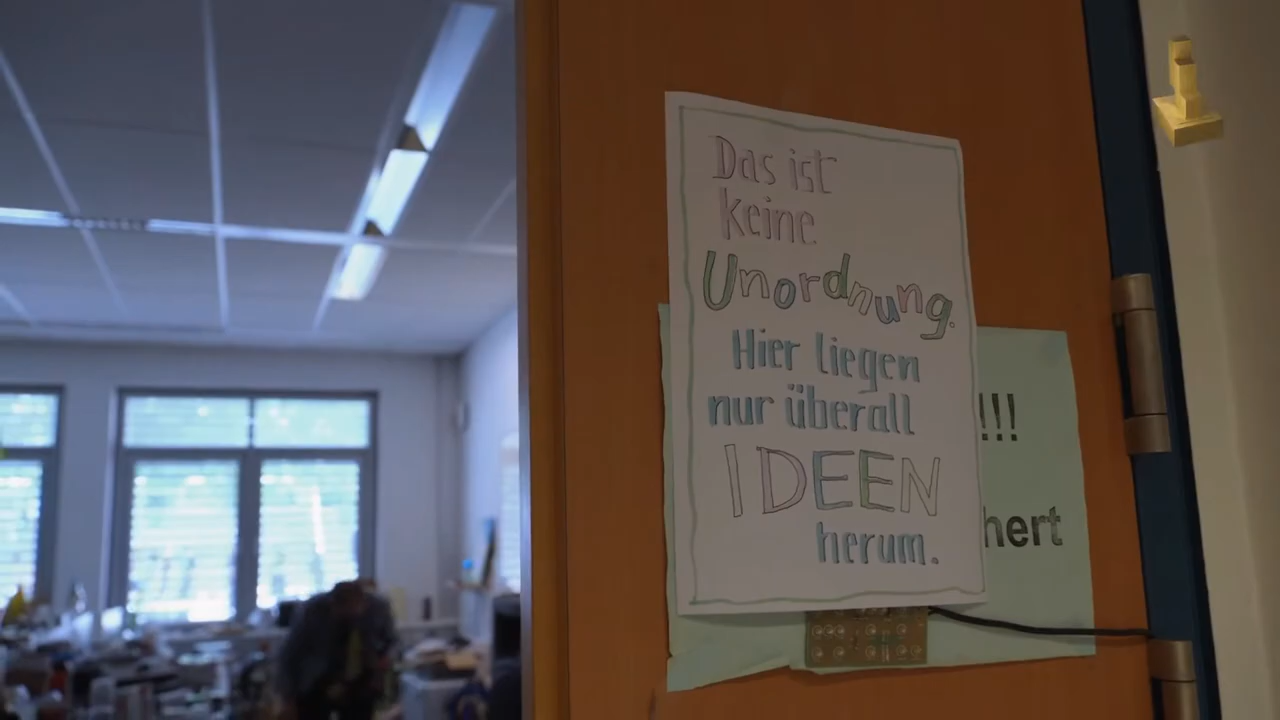 Das ist
keine
Unordnung.
Hier liegen
nur überall
IDEEN
herum.
!!!
hert